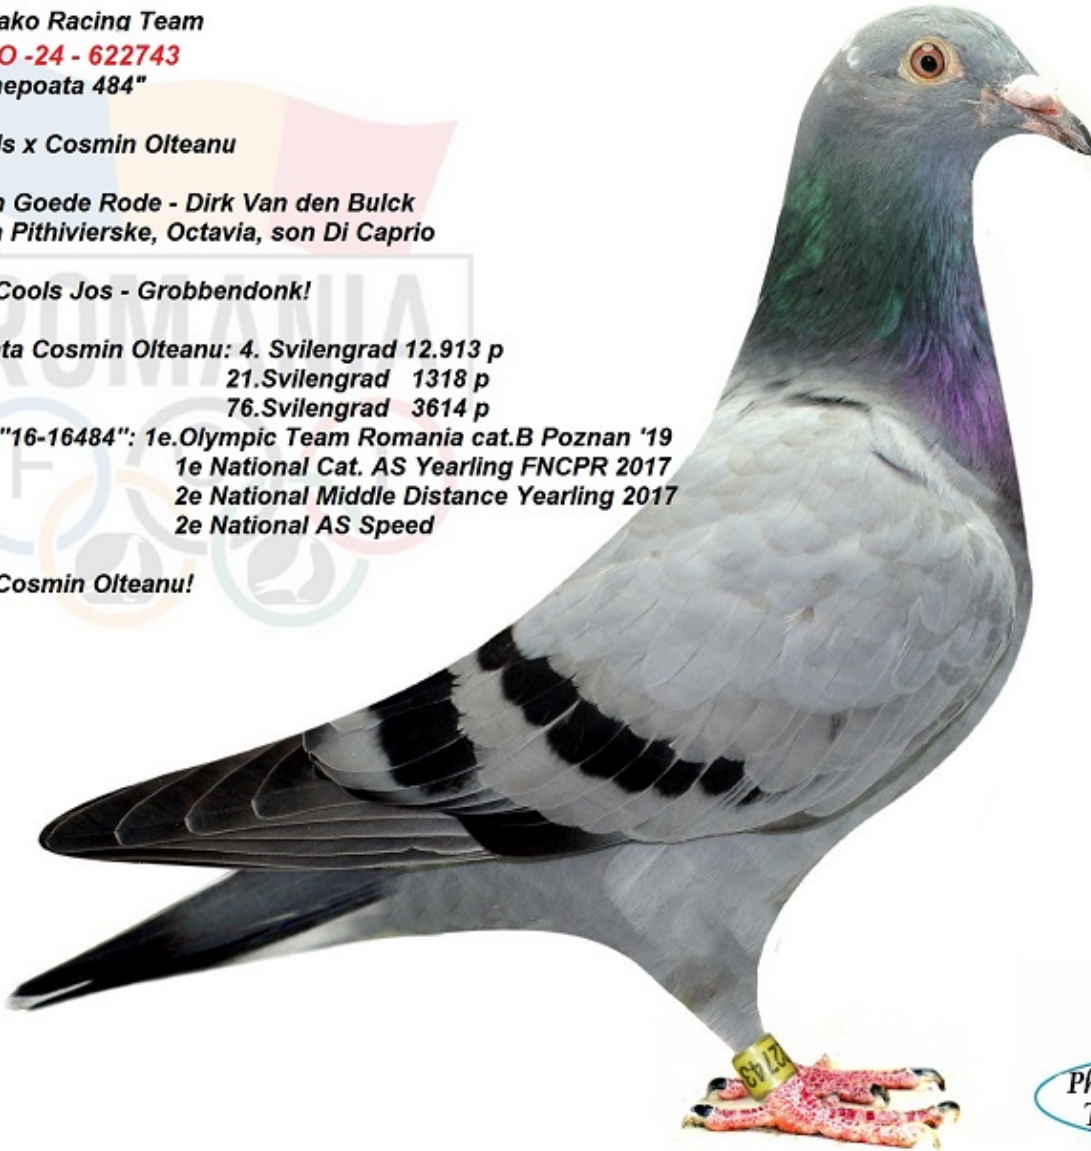 ako Racing Team
O -24 - 622743
nepoata 484"
ls x Cosmin Olteanu
n Goede Rode - Dirk Van den Bulck
n Pithivierske, Octavia, son Di Caprio
Cools Jos - Grobbendonk!
ta Cosmin Olteanu: 4. Svilengrad 12.913 p
21.Svilengrad 1318 p
76.Svilengrad 3614 p
"16-16484": 1e.Olympic Team Romania cat.B Poznan '19
1e National Cat. AS Yearling FNCPR 2017
2e National Middle Distance Yearling 2017
2e National AS Speed
Cosmin Olteanu!
ROMANIA
F
2743
Ph
T